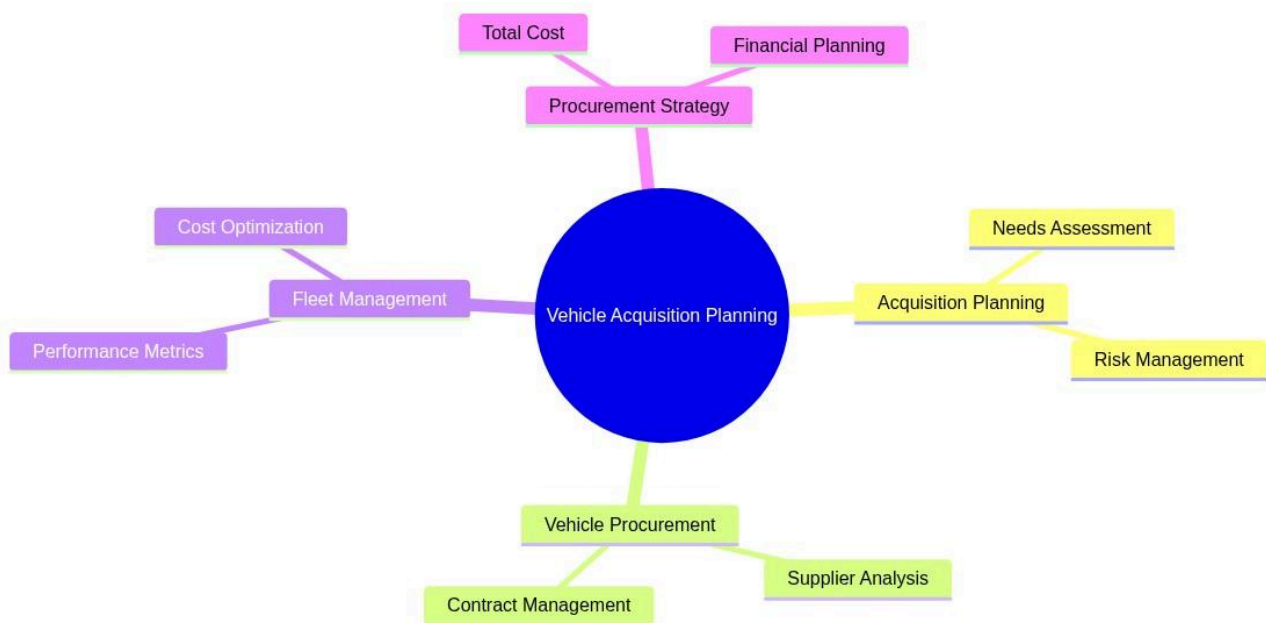 Total Cost
Financial Planning
Procurement Strategy
Cost Optimization
Needs Assessment
Fleet Management
Vehicle Acquisition Planning
Acquisition Planning
Performance Metrics
Risk Management
Vehicle Procurement
Supplier Analysis
Contract Management